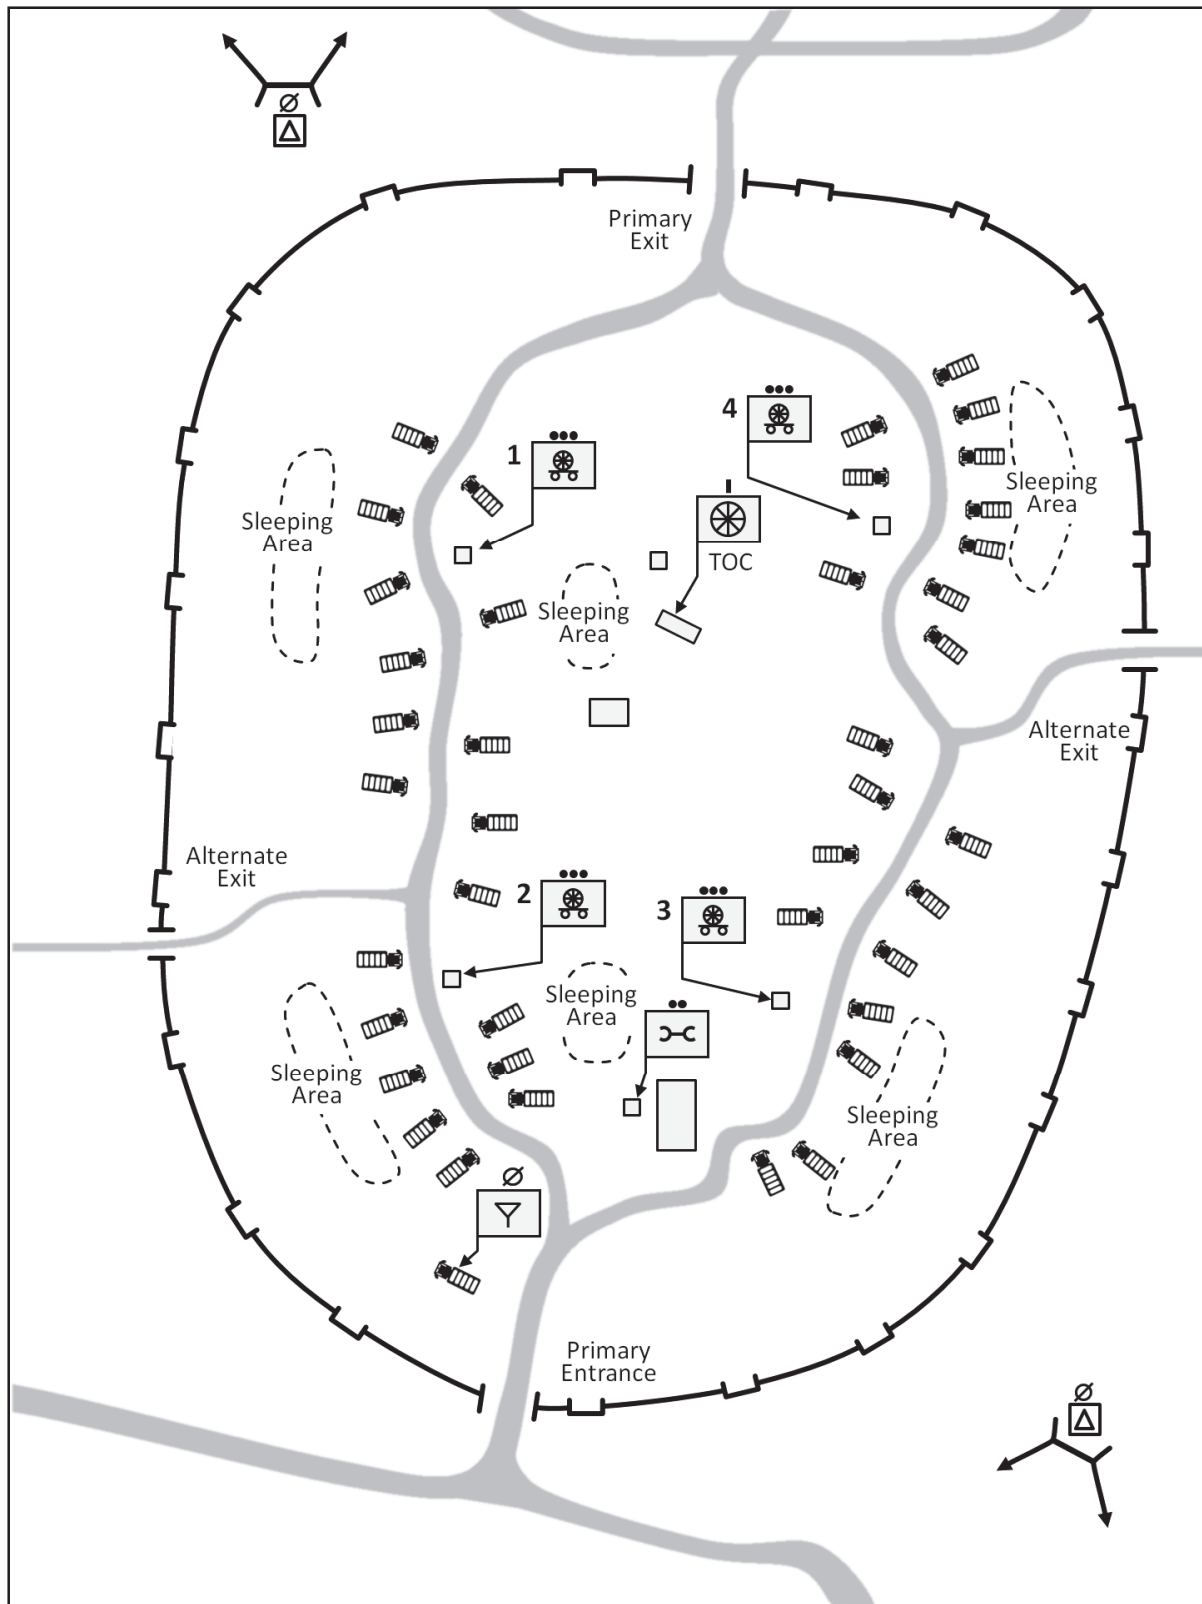 Primary
Exit
4
1
Sleeping
Area
Sleeping
Area
TOC
Sleeping
Area
Alternate
Exit
Alternate
Exit
2
3
Sleeping
Area
Sleeping
Area
Sleeping
Area
Primary
Entrance